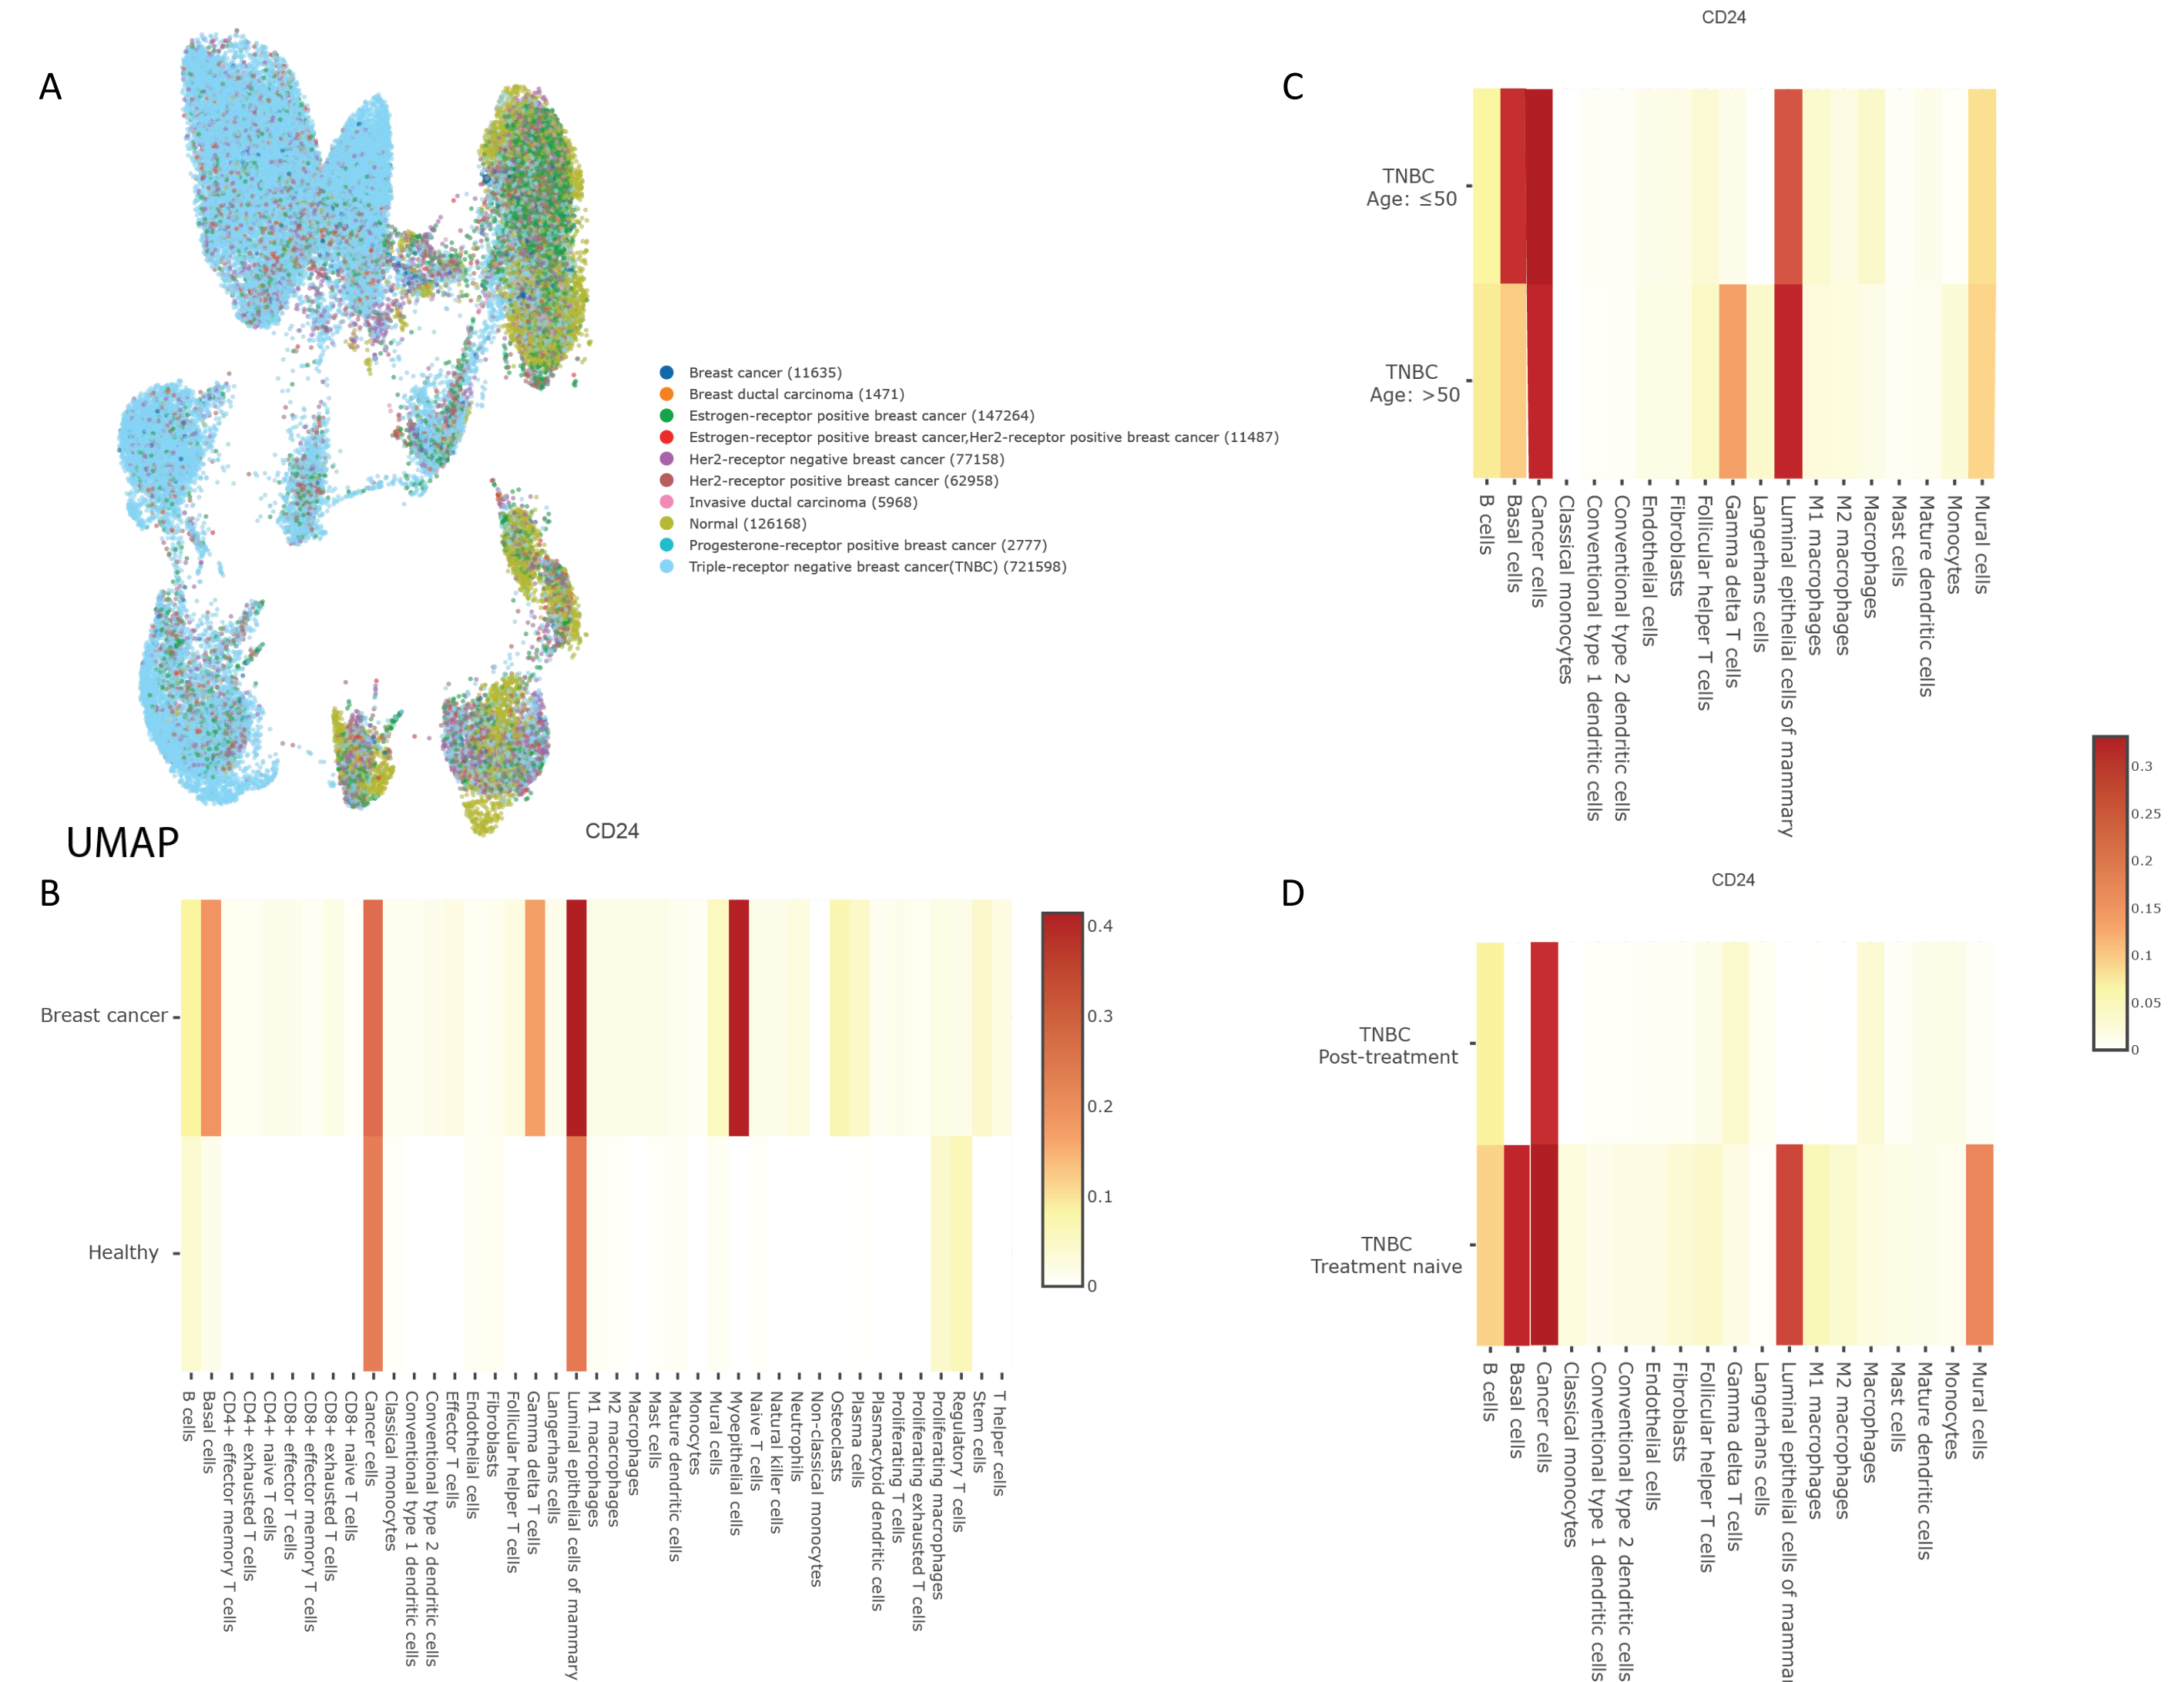 A
Breast cancer (11635)
Breast ductal carcinoma (1471)
Estrogen-receptor positive breast cancer (147264)
Estrogen-receptor positive breast cancer,Her2-receptor positive breast cancer (11487)
Her2-receptor negative breast cancer (77158)
Her2-receptor positive breast cancer (62958)
Invasive ductal carcinoma (5968)
Normal (126168)
Progesterone-receptor positive breast cancer (2777)
Triple-receptor negative breast cancer(TNBC) (721598)
UMAP
B
CD24
Breast cancer
Healthy
0.4
0.3
0.2
0.1
0
B cells
Basal cells
CD4+ effector memory T cells
CD4+ exhausted T cells
CD4+ naive T cells
CD8+ effector T cells
CD8+ effector memory T cells
CD8+ exhausted T cells
CD8+ naive T cells
Cancer cells
Classical monocytes
Conventional type 1 dendritic cells
Conventional type 2 dendritic cells
Effector T cells
Endothelial cells
Fibroblasts
Follicular helper T cells
Gamma delta T cells
Langerhans cells
Luminal epithelial cells of mammary
M1 macrophages
M2 macrophages
Macrophages
Mast cells
Mature dendritic cells
Monocytes
Mural cells
Myoepithelial cells
Naive T cells
Natural killer cells
Neutrophils
Non-classical monocytes
Osteoclasts
Plasma cells
Plasmacytoid dendritic cells
Proliferating T cells
Proliferating exhausted T cells
Proliferating macrophages
Regulatory T cells
Stem cells
T helper cells
C
CD24
TNBC
Age: ≤50
TNBC
Age: >50
B cells
Basal cells
Cancer cells
Classical monocytes
Conventional type 1 dendritic cells
Conventional type 2 dendritic cells
Endothelial cells
Fibroblasts
Follicular helper T cells
Gamma delta T cells
Langerhans cells
Luminal epithelial cells of mammary
M1 macrophages
M2 macrophages
Macrophages
Mast cells
Mature dendritic cells
Monocytes
Mural cells
0.3
0.25
0.2
0.15
0.1
0.05
0
D
CD24
TNBC
Post-treatment
TNBC
Treatment naive
B cells
Basal cells
Cancer cells
Classical monocytes
Conventional type 1 dendritic cells
Conventional type 2 dendritic cells
Endothelial cells
Fibroblasts
Follicular helper T cells
Gamma delta T cells
Langerhans cells
Luminal epithelial cells of
M1 macrophages
M2 macrophages
Macrophages
Mast cells
Mature dendritic cells
Monocytes
Mural cells